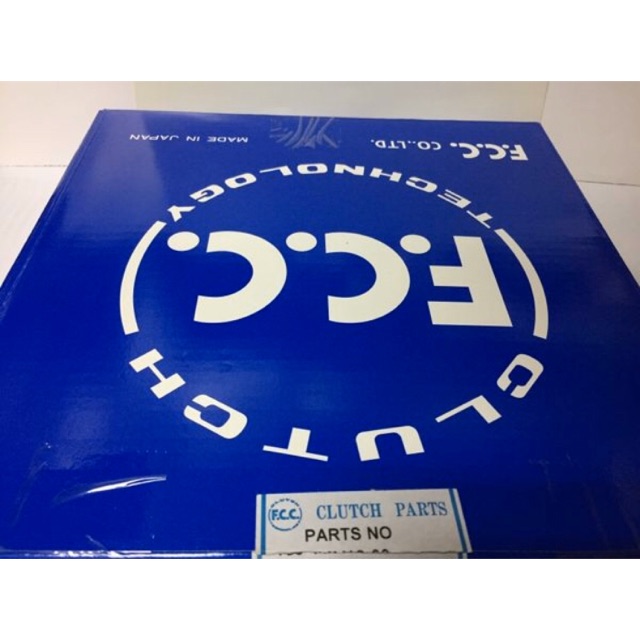 F.C.C. CO.,LTD.
MADE IN JAPAN
CLUTCH
F.C.C.
TECHNOLOGY
F.C.C.
CLUTCH PARTS
PARTS NO